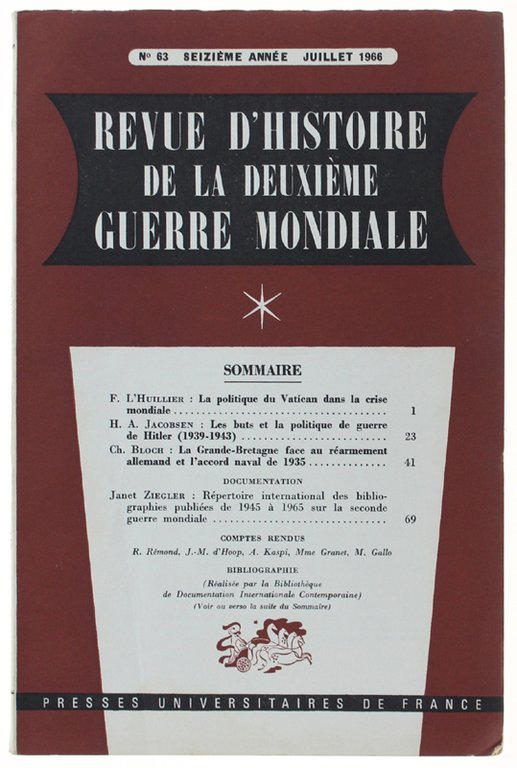 Nº 63 SEIZIÈME ANNÉE JUILLET 1966
REVUE D'HISTOIRE
DE LA DEUXIÈME
GUERRE MONDIALE
SOMMAIRE
F. L'HUILLIER : La politique du Vatican dans la crise
mondiale . . . . . . . . . . . . . . . . . . . . . . . . . . . . . . . . . . . 1
H. A. JACOBSEN : Les buts et la politique de guerre
de Hitler (1939-1943) . . . . . . . . . . . . . . . . . . . . . . . . 23
Ch. BLOCH : La Grande-Bretagne face au réarmement
allemand et l'accord naval de 1935 . . . . . . . . . . . . . 41
DOCUMENTATION
Janet ZIEGLER : Répertoire international des biblio-
graphies publiées de 1945 à 1965 sur la seconde
guerre mondiale . . . . . . . . . . . . . . . . . . . . . . . . . . . . 69
COMPTES RENDUS
R. Rémond, J.-M. d'Hoop, A. Kaspi, Mme Granet, M. Gallo
BIBLIOGRAPHIE
(Réalisée par la Bibliothèque
de Documentation Internationale Contemporaine)
(Voir au verso la suite du Sommaire)
PRESSES UNIVERSITAIRES DE FRANCE